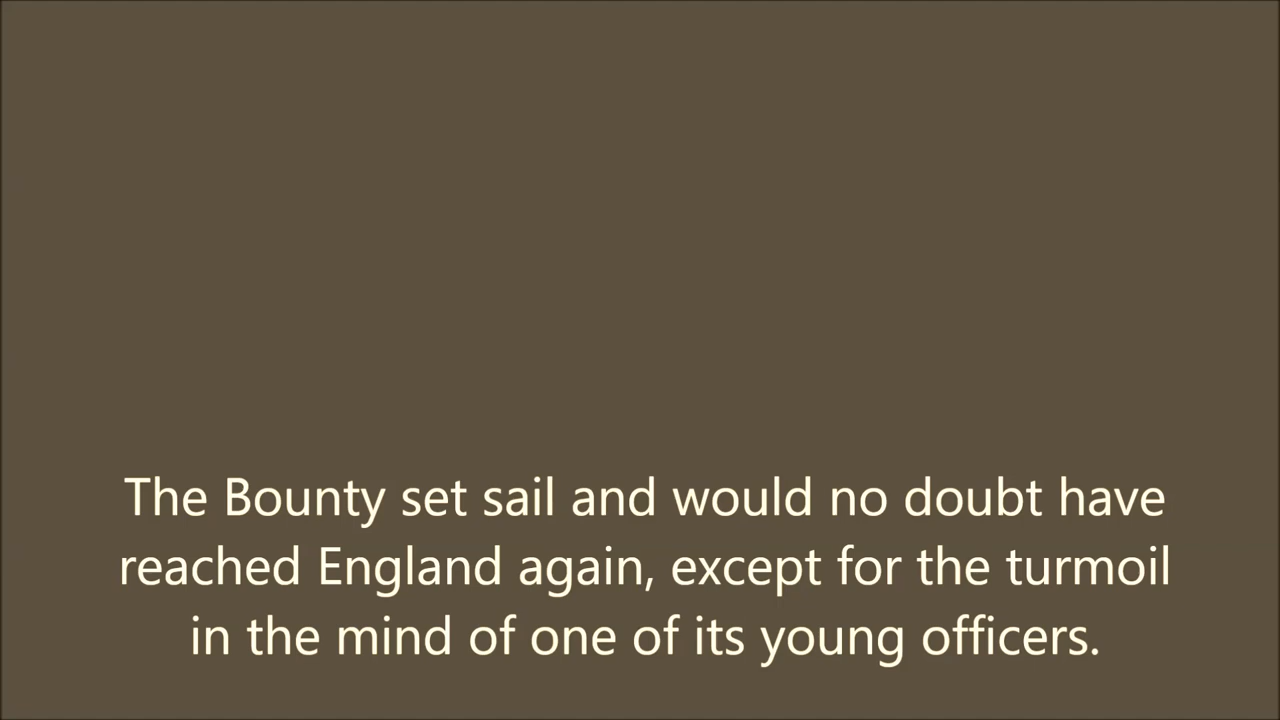 The Bounty set sail and would no doubt have
reached England again, except for the turmoil
in the mind of one of its young officers.